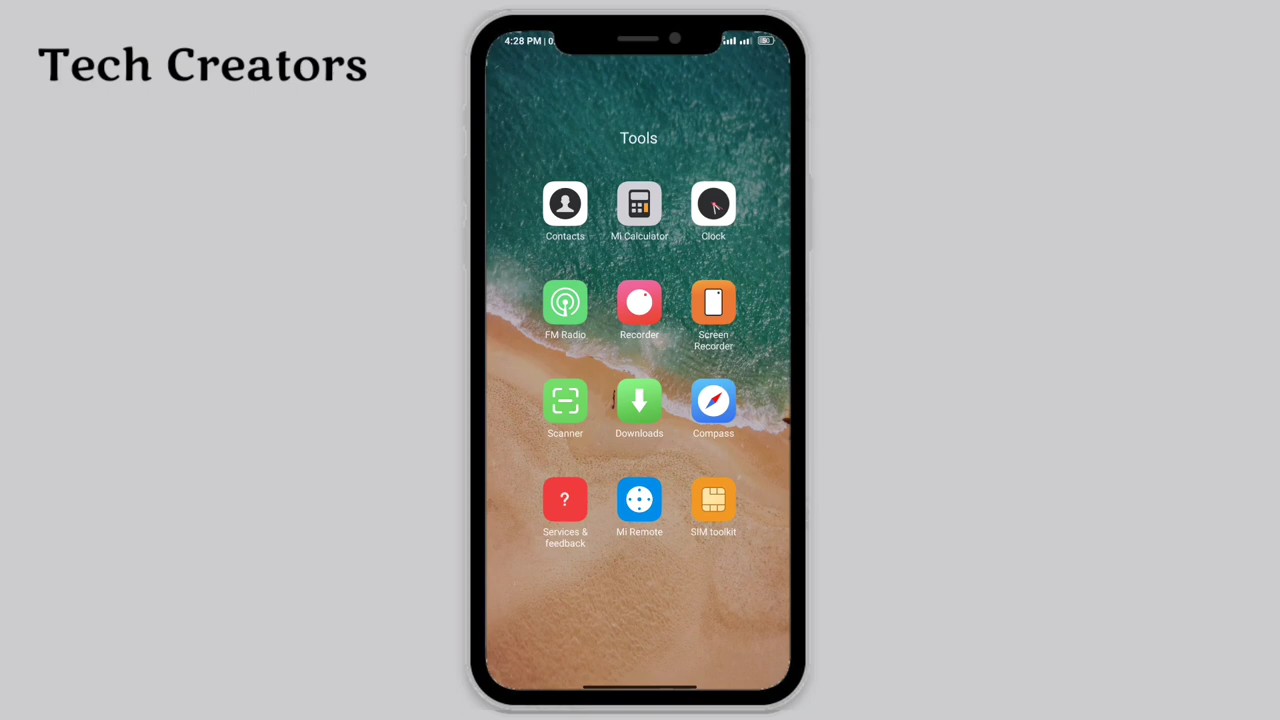 Tech Creators
4:28 PM | 0.
Tools
Contacts
Mi Calculator
Clock
FM Radio
Recorder
Screen
Recorder
Scanner
Downloads
Compass
?
Services &
feedback
Mi Remote
SIM toolkit